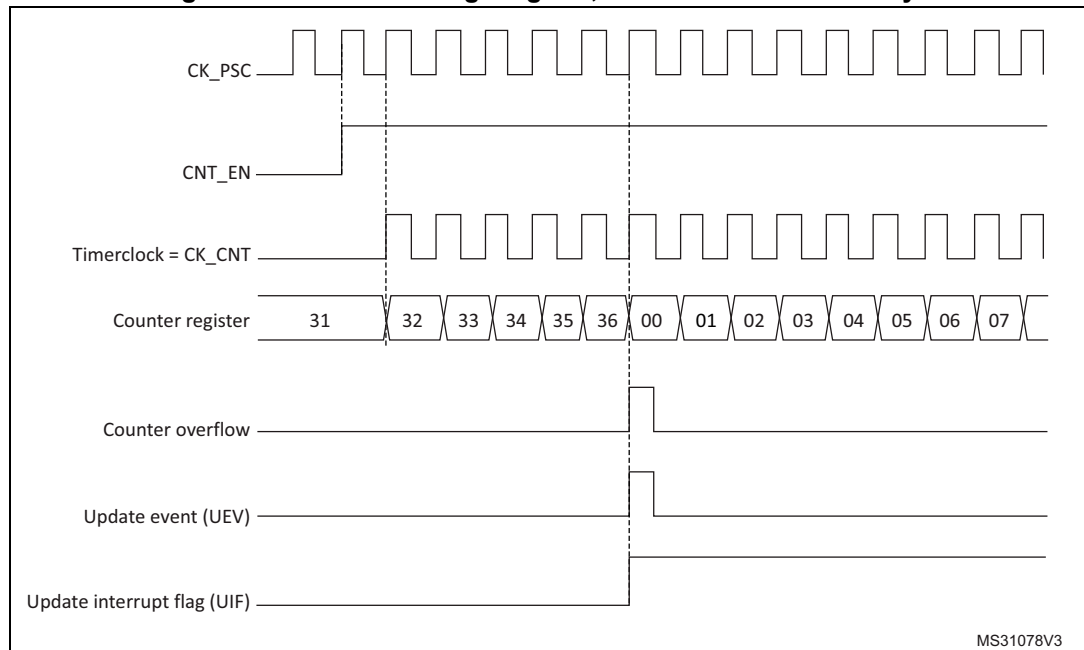 CK_PSC
CNT_EN
Timerclock = CK_CNT
Counter register 31 32 33 34 35 36 00 01 02 03 04 05 06 07
Counter overflow
Update event (UEV)
Update interrupt flag (UIF)
MS31078V3